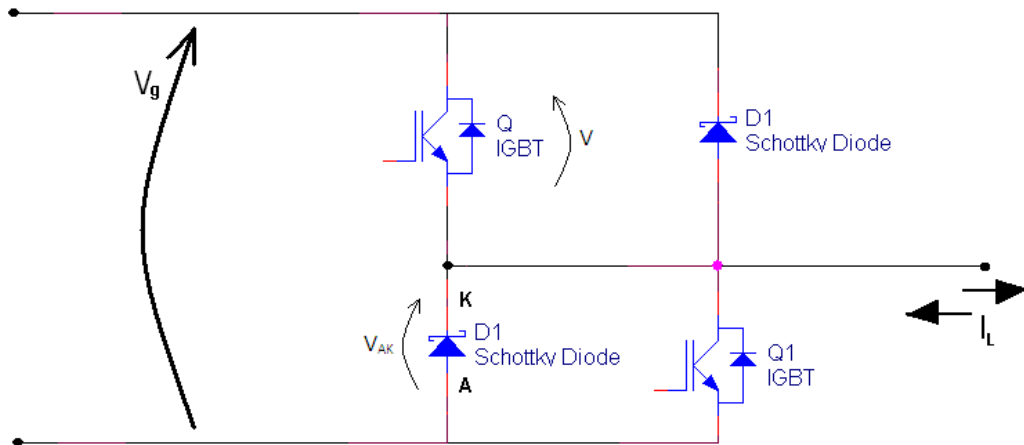 Vg
Q
IGBT
V
D1
Schottky Diode
K
VAK
D1
Schottky Diode
A
Q1
IGBT
IL